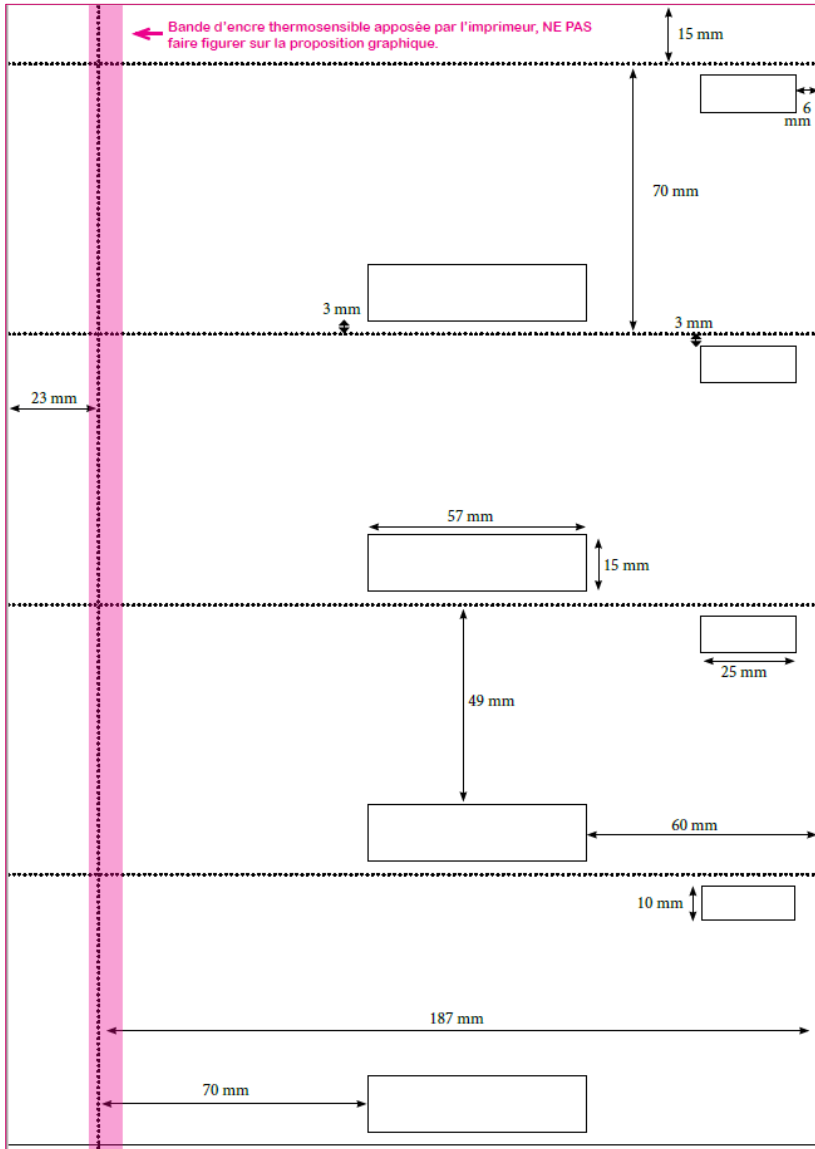 Bande d'encre thermosensible apposée par l'imprimeur, NE PAS
faire figurer sur la proposition graphique.
15 mm
6
mm
70 mm
3 mm
3 mm
23 mm
57 mm
15 mm
25 mm
49 mm
60 mm
10 mm
187 mm
70 mm